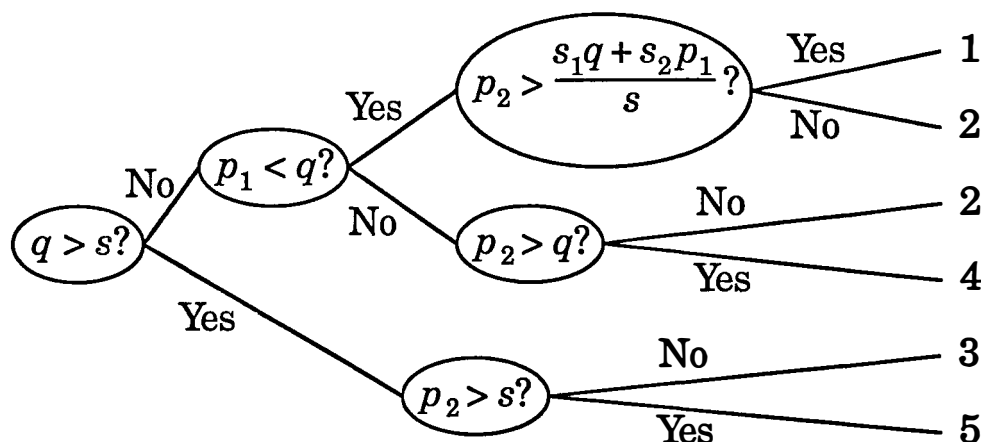 Yes
1
p₂ > (s₁q + s₂p₁)/s ?
Yes
No
2
No
p₁ < q?
No
2
No
q > s?
p₂ > q?
Yes
4
Yes
No
3
p₂ > s?
Yes
5